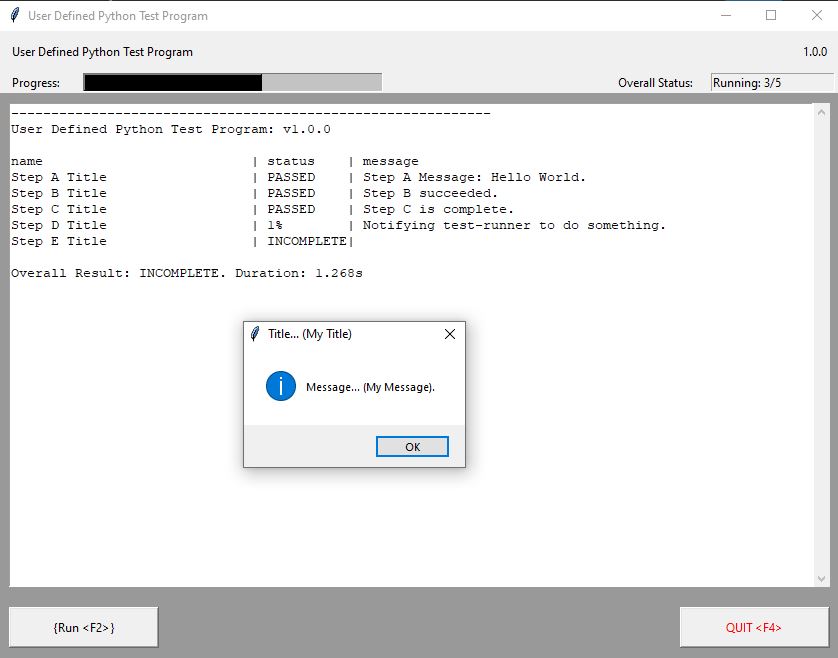 User Defined Python Test Program
User Defined Python Test Program 1.0.0
Progress: Overall Status: Running: 3/5
------------------------------------------------------------
User Defined Python Test Program: v1.0.0
name | status | message
Step A Title | PASSED | Step A Message: Hello World.
Step B Title | PASSED | Step B succeeded.
Step C Title | PASSED | Step C is complete.
Step D Title | 1% | Notifying test-runner to do something.
Step E Title | INCOMPLETE|
Overall Result: INCOMPLETE. Duration: 1.268s
Title... (My Title)
Message... (My Message).
OK
{Run <F2>} QUIT <F4>